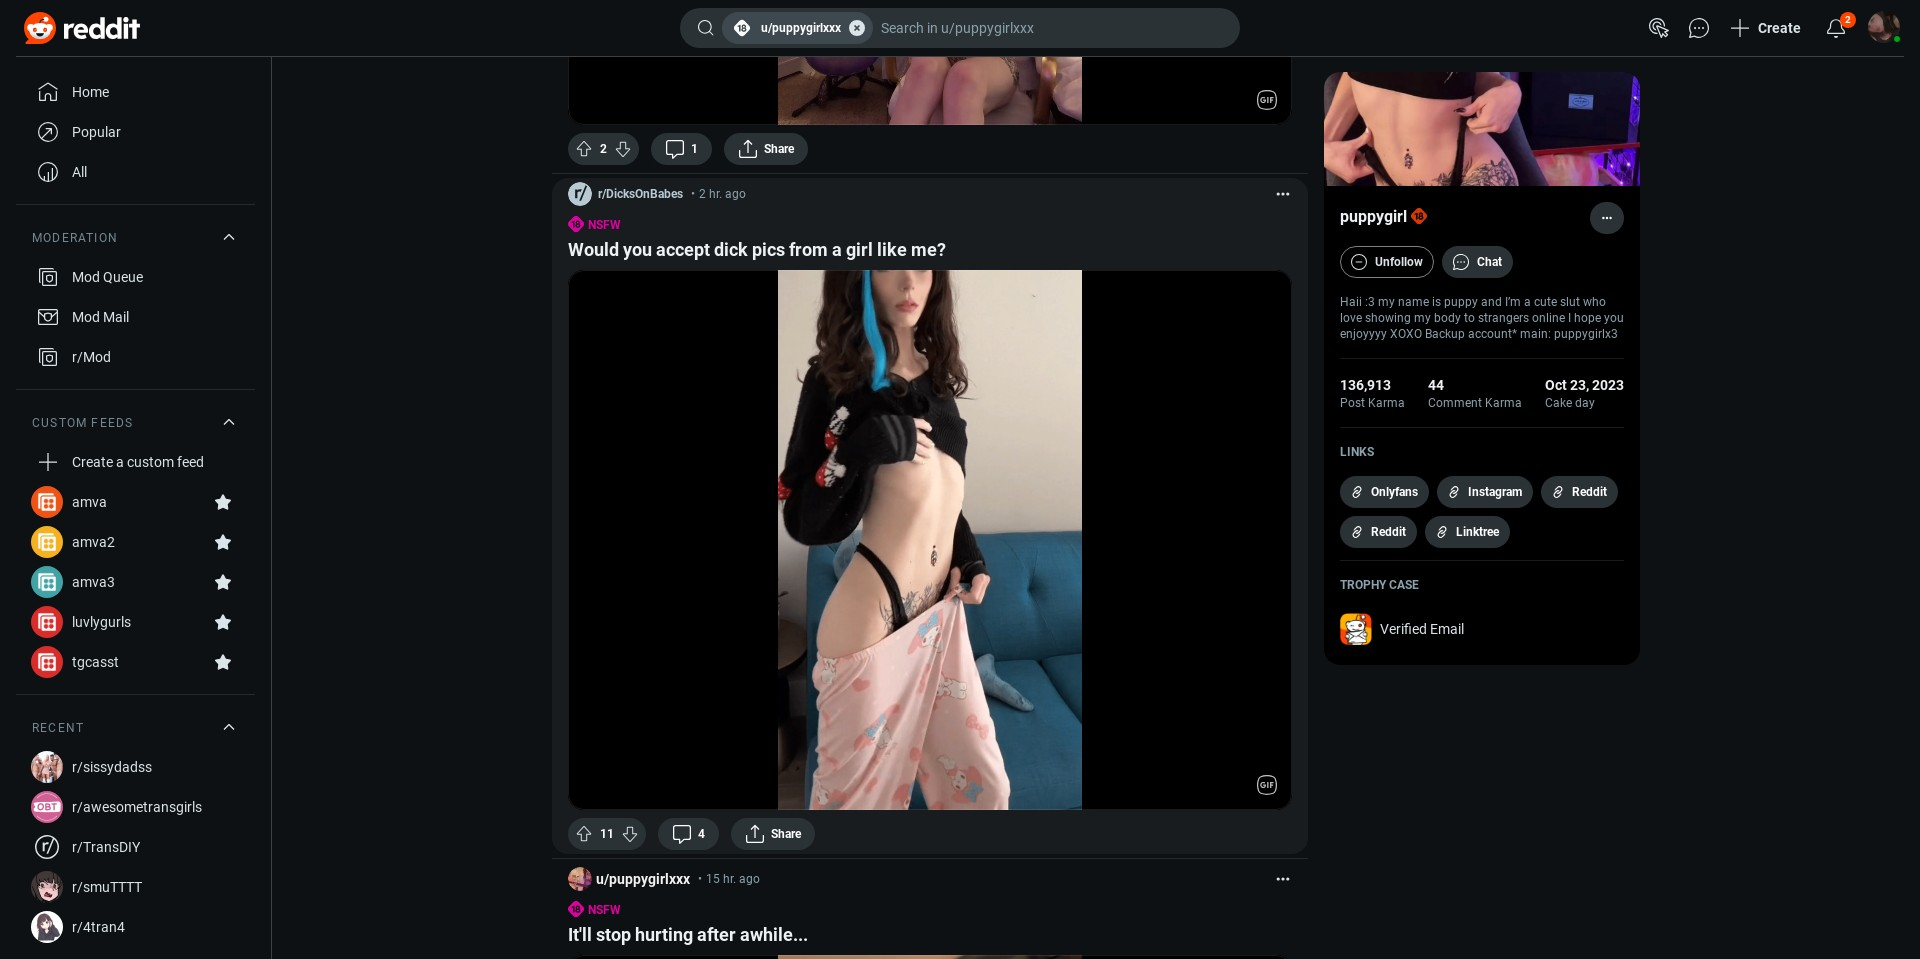 reddit
u/puppygirlxxx
Search in u/puppygirlxxx
Create
2
Home
Popular
All
MODERATION
Mod Queue
Mod Mail
r/Mod
CUSTOM FEEDS
Create a custom feed
amva
amva2
amva3
luvlygurls
tgcasst
RECENT
r/sissydadss
OBT
r/awesometransgirls
r/
r/TransDIY
r/smuTTTT
r/4tran4
GIF
2
1
Share
r/
r/DicksOnBabes • 2 hr. ago
18 NSFW
Would you accept dick pics from a girl like me?
GIF
11
4
Share
u/puppygirlxxx • 15 hr. ago
18 NSFW
It'll stop hurting after awhile...
puppygirl 18
Unfollow
Chat
Haii :3 my name is puppy and I'm a cute slut who
love showing my body to strangers online I hope you
enjoyyyy XOXO Backup account* main: puppygirlx3
136,913 44 Oct 23, 2023
Post Karma Comment Karma Cake day
LINKS
Onlyfans Instagram Reddit
Reddit Linktree
TROPHY CASE
Verified Email